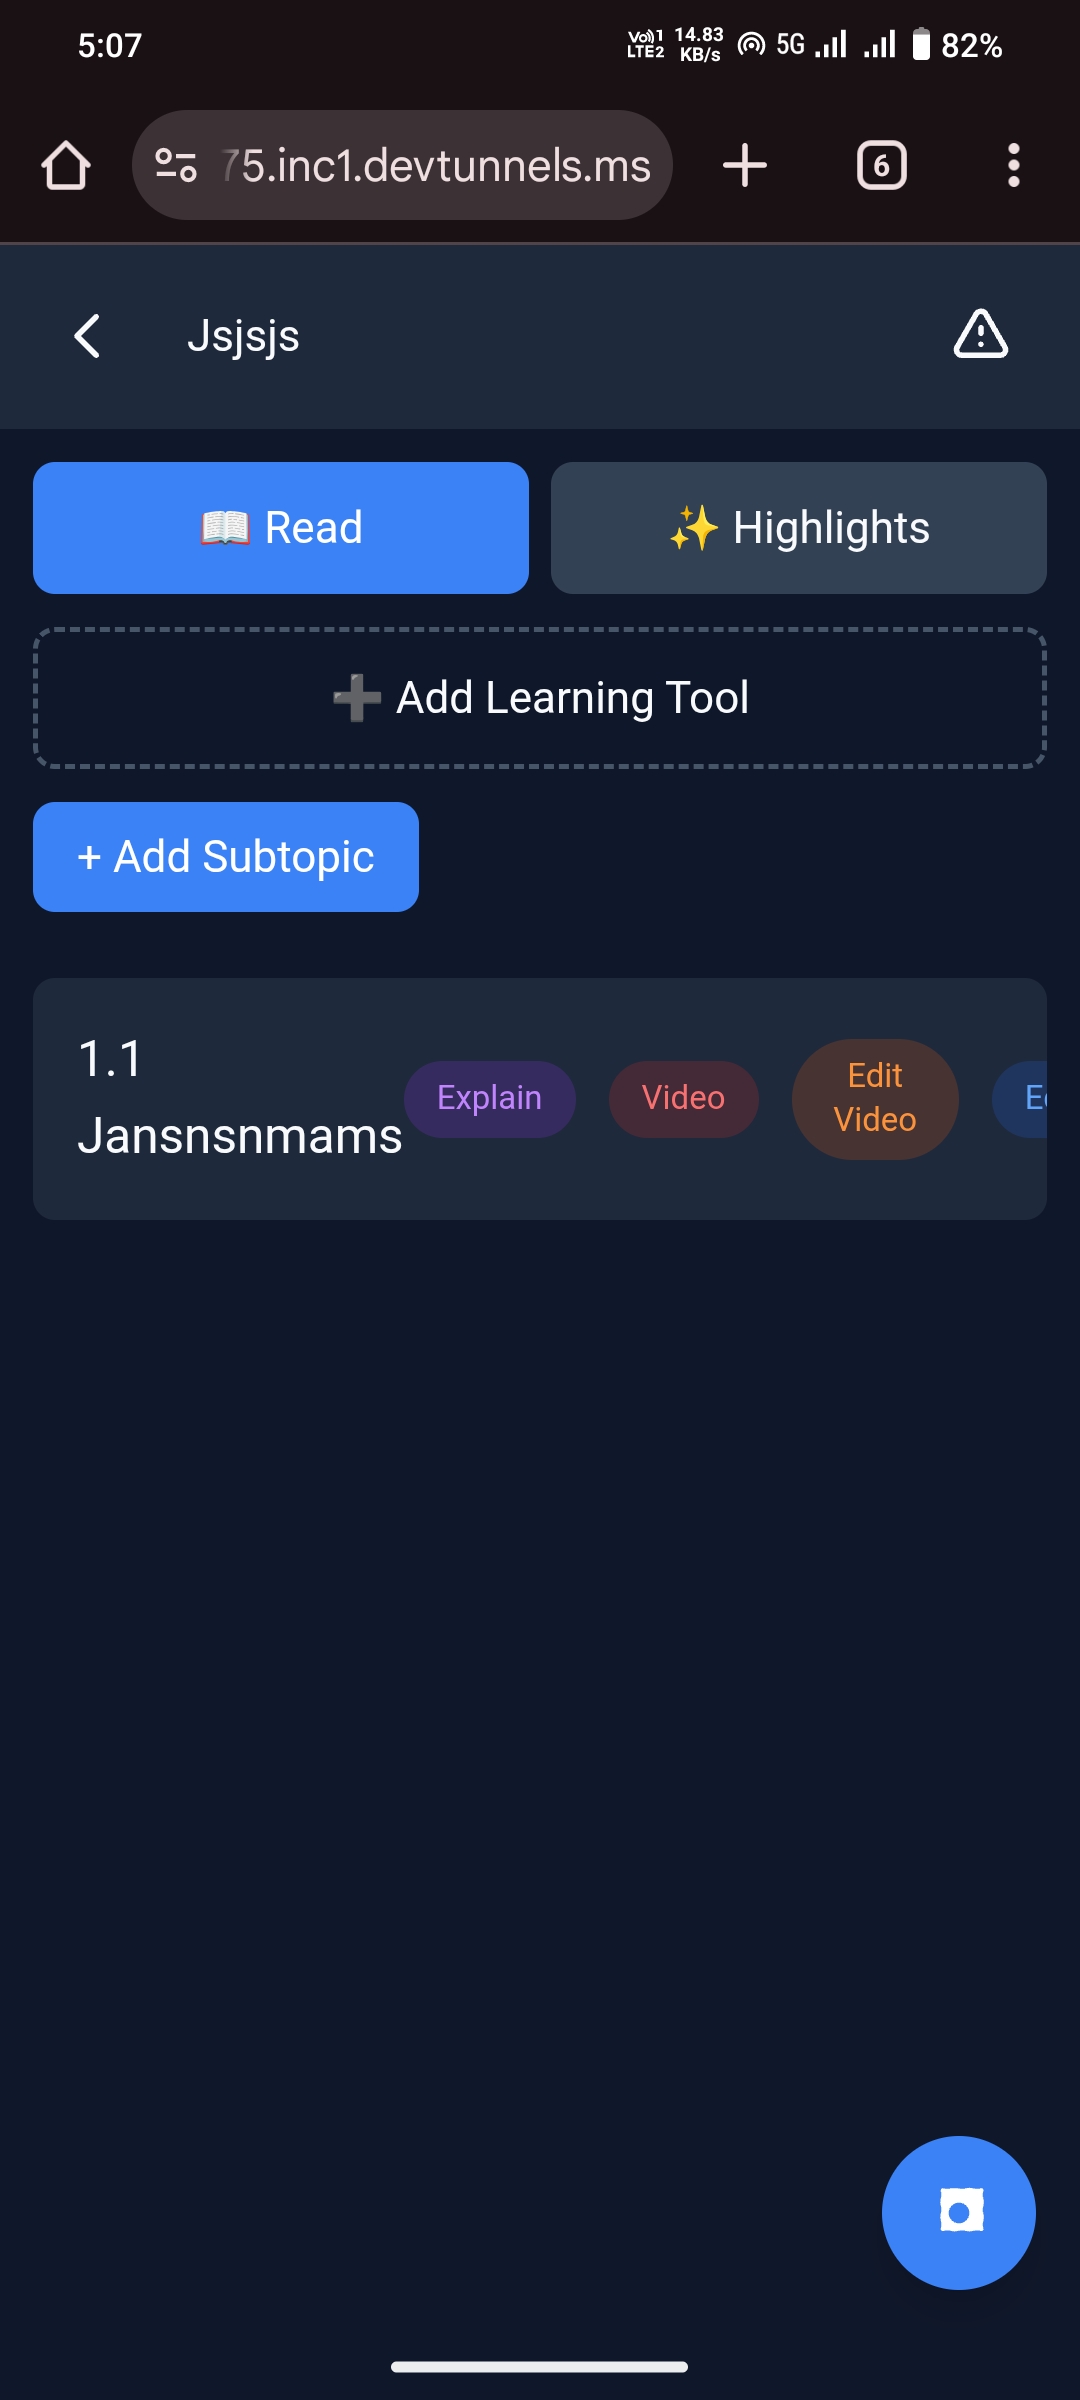 5:07
Vo)) 1 14.83 5G 82%
LTE2 KB/s
75.inc1.devtunnels.ms 6
Jsjsjs
📖 Read ✨ Highlights
➕ Add Learning Tool
+ Add Subtopic
1.1
Jansnsnmams
Explain
Video
Edit
Video